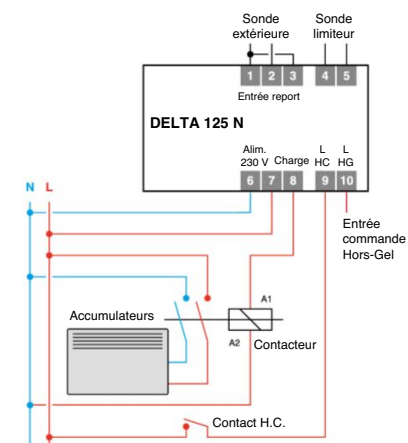 Sonde extérieure
Sonde limiteur
1 2 3 4 5
Entrée report
DELTA 125 N
Alim. 230 V
Charge
L HC
L HG
6 7 8 9 10
N L
Entrée commande Hors-Gel
A1
Accumulateurs
A2
Contacteur
Contact H.C.